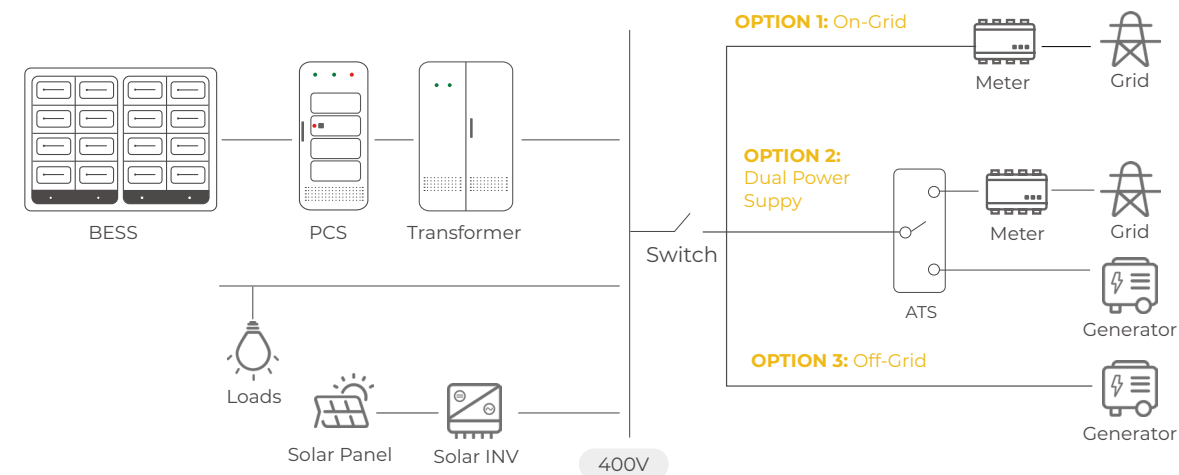 OPTION 1: On-Grid
Meter
Grid
OPTION 2:
Dual Power
Suppy
BESS
PCS
Transformer
Switch
Meter
Grid
ATS
Generator
OPTION 3: Off-Grid
Loads
Generator
Solar Panel
Solar INV
400V